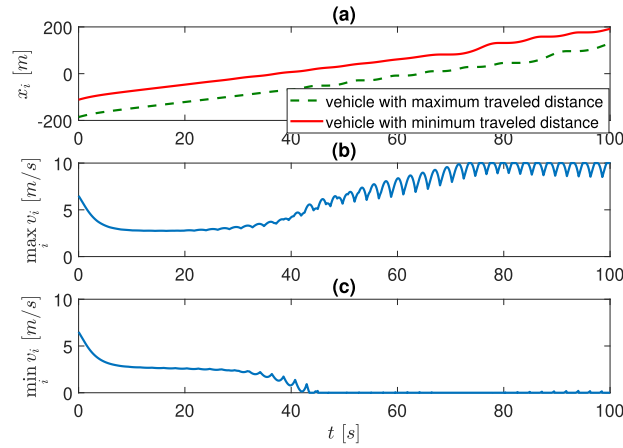 (a)
x_i [m]
200
0
-200
0 20 40 60 80 100
vehicle with maximum traveled distance
vehicle with minimum traveled distance
(b)
max_i v_i [m/s]
10
5
0
0 20 40 60 80 100
(c)
min_i v_i [m/s]
10
5
0
0 20 40 60 80 100
t [s]